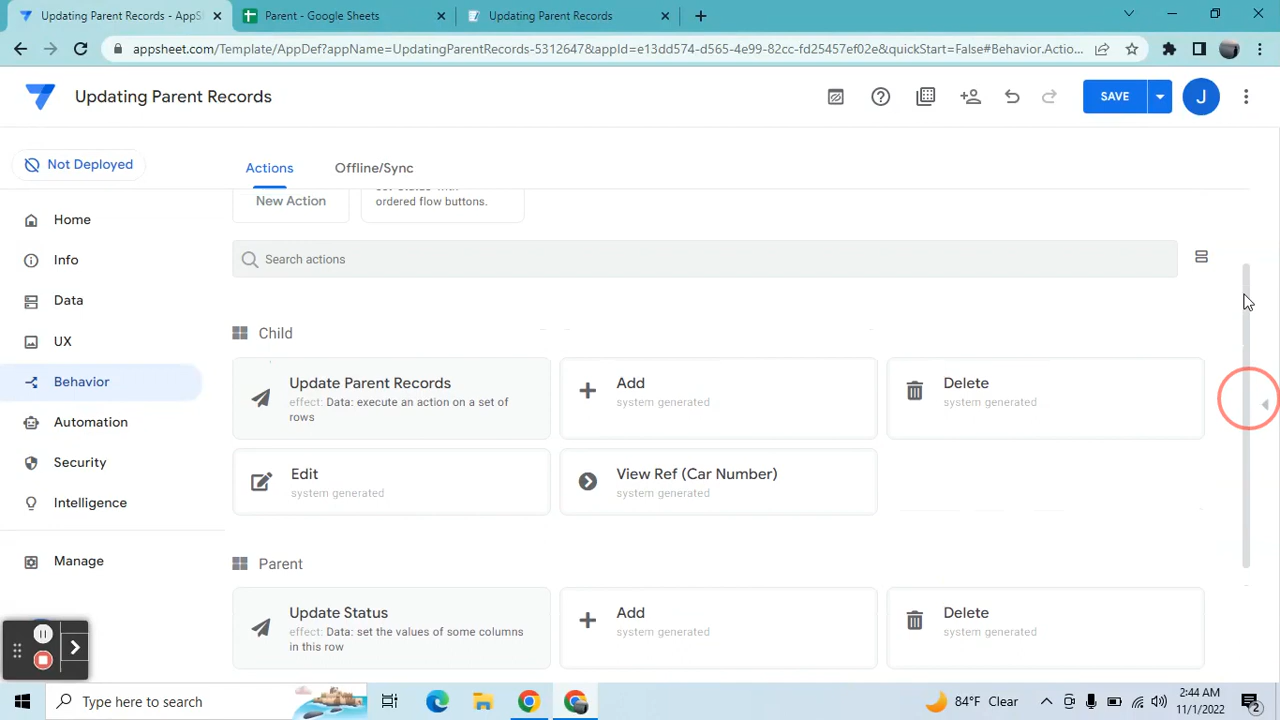 Updating Parent Records - AppSh
Parent - Google Sheets
Updating Parent Records
appsheet.com/Template/AppDef?appName=UpdatingParentRecords-5312647&appId=e13dd574-d565-4e99-82cc-fd25457ef02e&quickStart=False#Behavior.Actio...
Updating Parent Records
SAVE
J
Not Deployed
Actions
Offline/Sync
Home
Info
Data
UX
Behavior
Automation
Security
Intelligence
Manage
New Action
ordered flow buttons.
Search actions
Child
Update Parent Records
effect: Data: execute an action on a set of
rows
Add
system generated
Delete
system generated
Edit
system generated
View Ref (Car Number)
system generated
Parent
Update Status
effect: Data: set the values of some columns
in this row
Add
system generated
Delete
system generated
Type here to search
84°F Clear
2:44 AM
11/1/2022
2